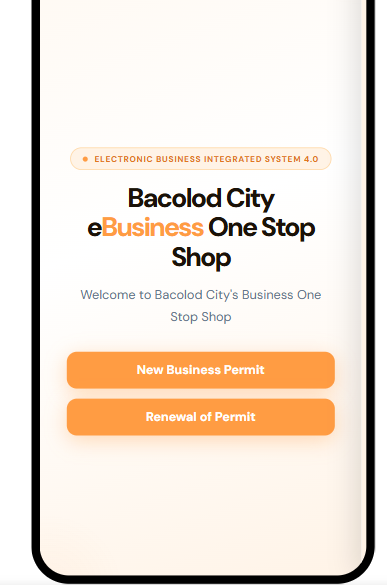 ELECTRONIC BUSINESS INTEGRATED SYSTEM 4.0
Bacolod City
eBusiness One Stop
Shop
Welcome to Bacolod City's Business One
Stop Shop
New Business Permit
Renewal of Permit